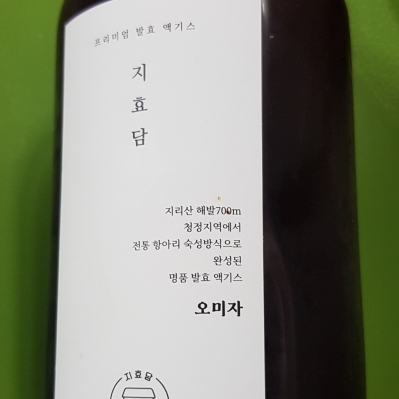 프리미엄 발효 액기스
지
효
담
지리산 해발700m
청정지역에서
전통 항아리 숙성방식으로
완성된
명품 발효 액기스
오미자
지효담